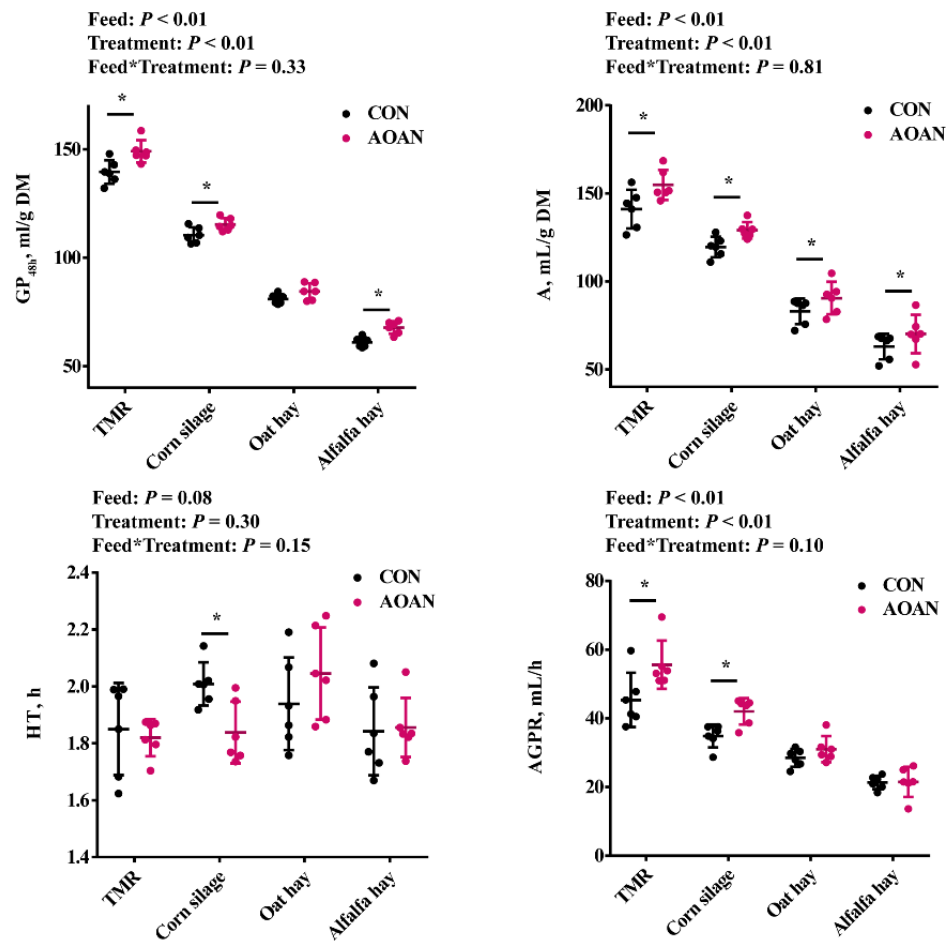 Feed: P < 0.01
Treatment: P < 0.01
Feed*Treatment: P = 0.33
*
*
*
CON
AOAN
150
100
50
GP48h, ml/g DM
TMR
Corn silage
Oat hay
Alfalfa hay
Feed: P < 0.01
Treatment: P < 0.01
Feed*Treatment: P = 0.81
*
*
*
*
CON
AOAN
200
150
100
50
A, mL/g DM
TMR
Corn silage
Oat hay
Alfalfa hay
Feed: P = 0.08
Treatment: P = 0.30
Feed*Treatment: P = 0.15
*
CON
AOAN
2.4
2.2
2.0
1.8
1.6
1.4
HT, h
TMR
Corn silage
Oat hay
Alfalfa hay
Feed: P < 0.01
Treatment: P < 0.01
Feed*Treatment: P = 0.10
*
*
CON
AOAN
80
60
40
20
0
AGPR, mL/h
TMR
Corn silage
Oat hay
Alfalfa hay